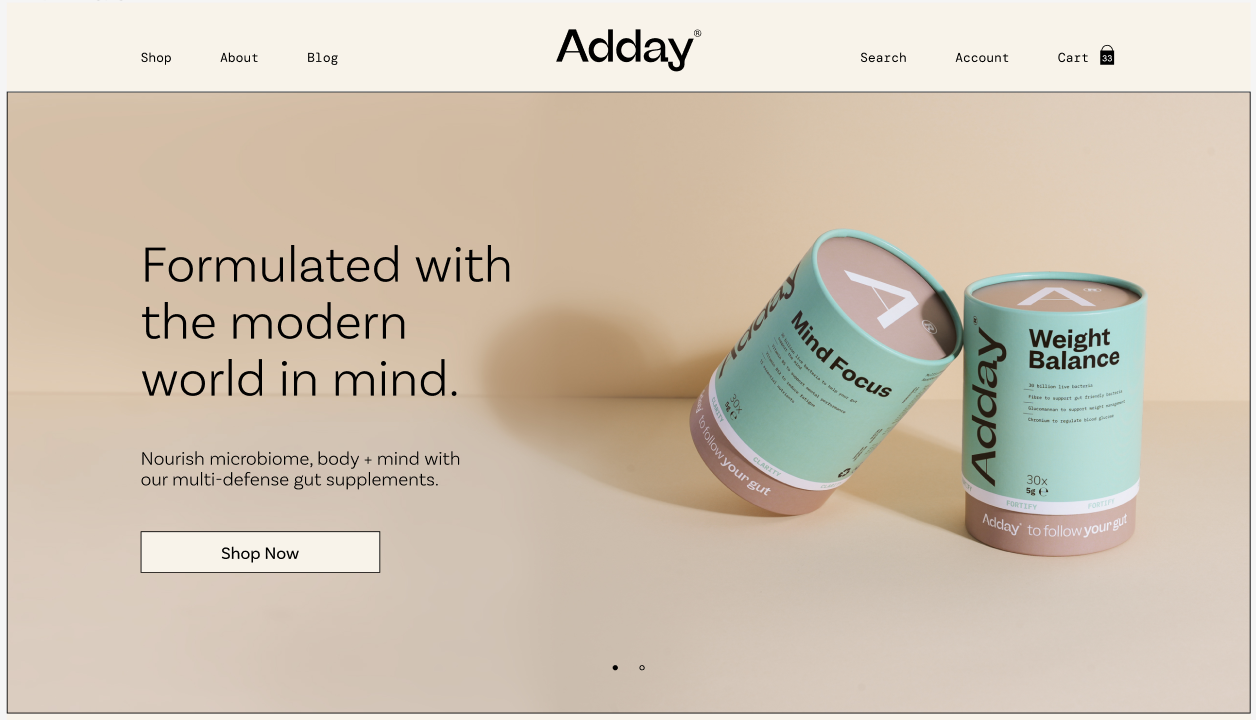 Shop About Blog
Adday®
Search Account Cart 33
Formulated with
the modern
world in mind.
Nourish microbiome, body + mind with
our multi-defense gut supplements.
Shop Now
Adday
A ®
Mind Focus
30x
5g ℮
CLARITY
to follow your gut
A ®
Adday®
Weight
Balance
30 billion live bacteria
Fibre to support gut friendly bacteria
Glucomannan to support weight management
Chromium to regulate blood glucose
30x
5g ℮
FORTIFY FORTIFY
Adday® to follow your gut